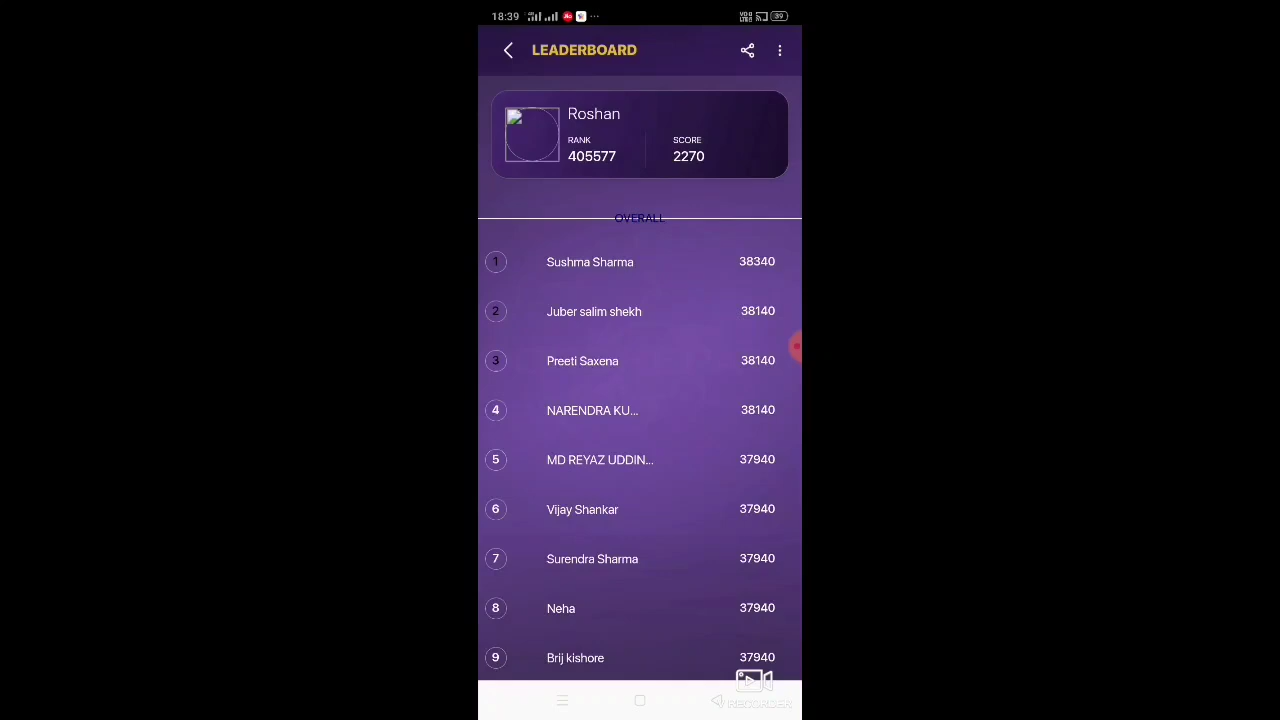 18:39
39
LEADERBOARD
Roshan
RANK SCORE
405577 2270
OVERALL
1 Sushma Sharma 38340
2 Juber salim shekh 38140
3 Preeti Saxena 38140
4 NARENDRA KU... 38140
5 MD REYAZ UDDIN... 37940
6 Vijay Shankar 37940
7 Surendra Sharma 37940
8 Neha 37940
9 Brij kishore 37940
RECORDER